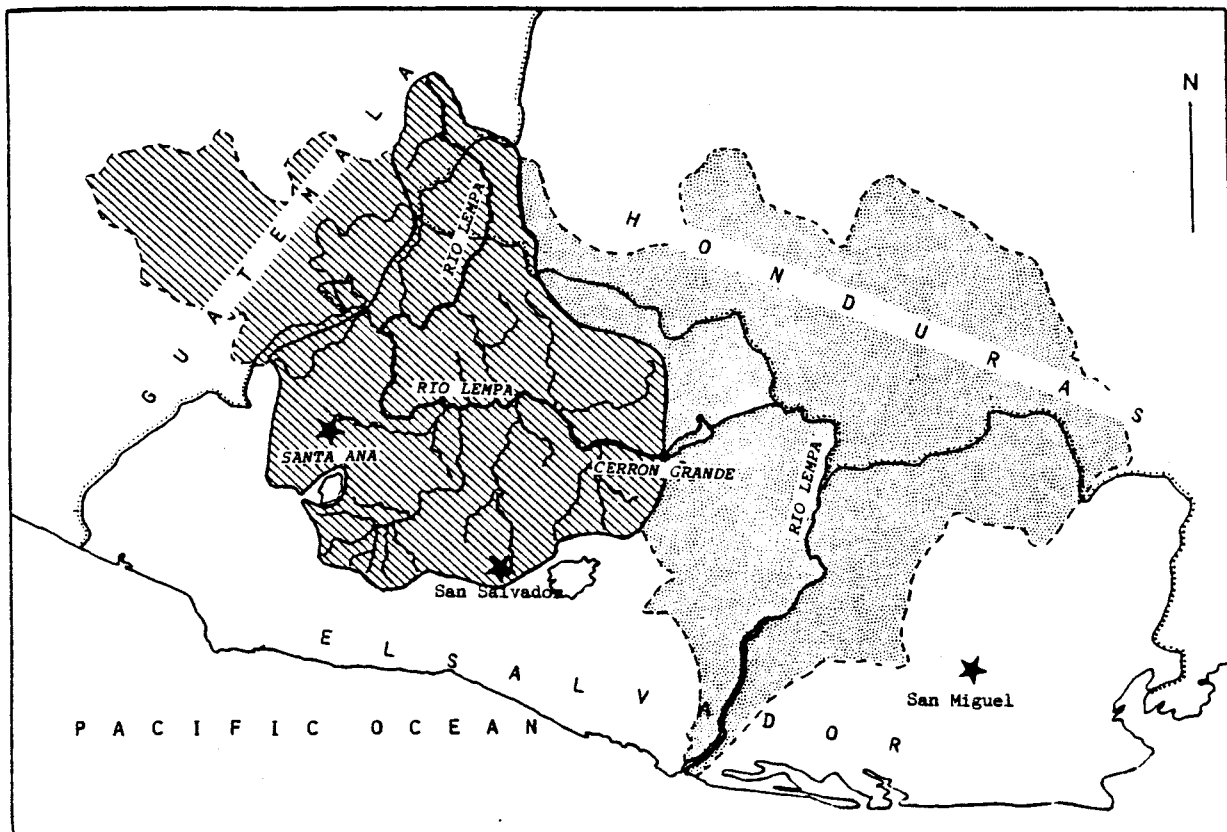 N
GUATEMALA
HONDURAS
RIO LEMPA
RIO LEMPA
SANTA ANA
CERRON GRANDE
RIO LEMPA
San Salvador
EL SALVADOR
San Miguel
PACIFIC OCEAN